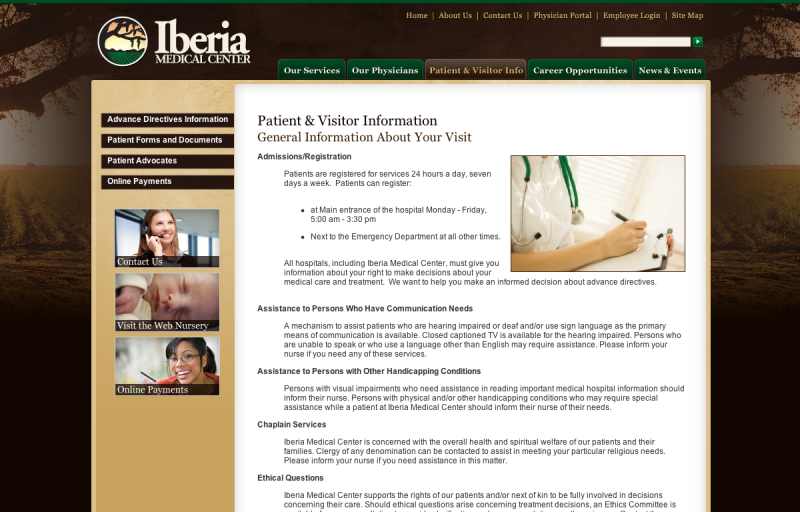 Home | About Us | Contact Us | Physician Portal | Employee Login | Site Map
Iberia
MEDICAL CENTER
Our Services
Our Physicians
Patient & Visitor Info
Career Opportunities
News & Events
Advance Directives Information
Patient Forms and Documents
Patient Advocates
Online Payments
Contact Us
Visit the Web Nursery
Online Payments
Patient & Visitor Information
General Information About Your Visit
Admissions/Registration
Patients are registered for services 24 hours a day, seven
days a week.  Patients can register:
at Main entrance of the hospital Monday - Friday,
5:00 am - 3:30 pm
Next to the Emergency Department at all other times.
All hospitals, including Iberia Medical Center, must give you
information about your right to make decisions about your
medical care and treatment.  We want to help you make an informed decision about advance directives.
Assistance to Persons Who Have Communication Needs
A mechanism to assist patients who are hearing impaired or deaf and/or use sign language as the primary
means of communication is available. Closed captioned TV is available for the hearing impaired. Persons who
are unable to speak or who use a language other than English may require assistance. Please inform your
nurse if you need any of these services.
Assistance to Persons with Other Handicapping Conditions
Persons with visual impairments who need assistance in reading important medical hospital information should
inform their nurse. Persons with physical and/or other handicapping conditions who may require special
assistance while a patient at Iberia Medical Center should inform their nurse of their needs.
Chaplain Services
Iberia Medical Center is concerned with the overall health and spiritual welfare of our patients and their
families. Clergy of any denomination can be contacted to assist in meeting your particular religious needs.
Please inform your nurse if you need assistance in this matter.
Ethical Questions
Iberia Medical Center supports the rights of our patients and/or next of kin to be fully involved in decisions
concerning their care. Should ethical questions arise concerning treatment decisions, an Ethics Committee is